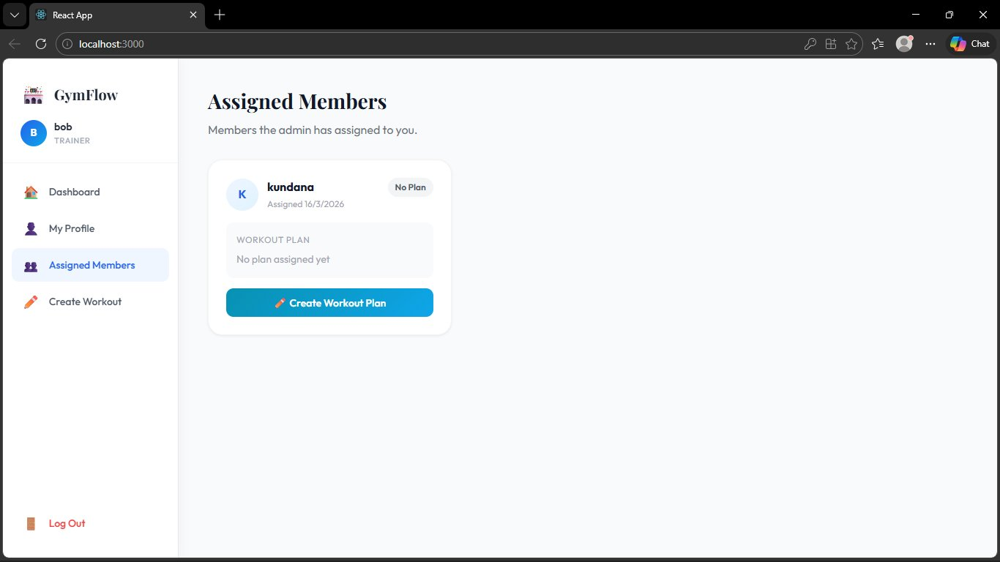 React App
localhost:3000
Chat
GymFlow
B
bob
TRAINER
Dashboard
My Profile
Assigned Members
Create Workout
Log Out
Assigned Members
Members the admin has assigned to you.
K
kundana
No Plan
Assigned 16/3/2026
WORKOUT PLAN
No plan assigned yet
Create Workout Plan